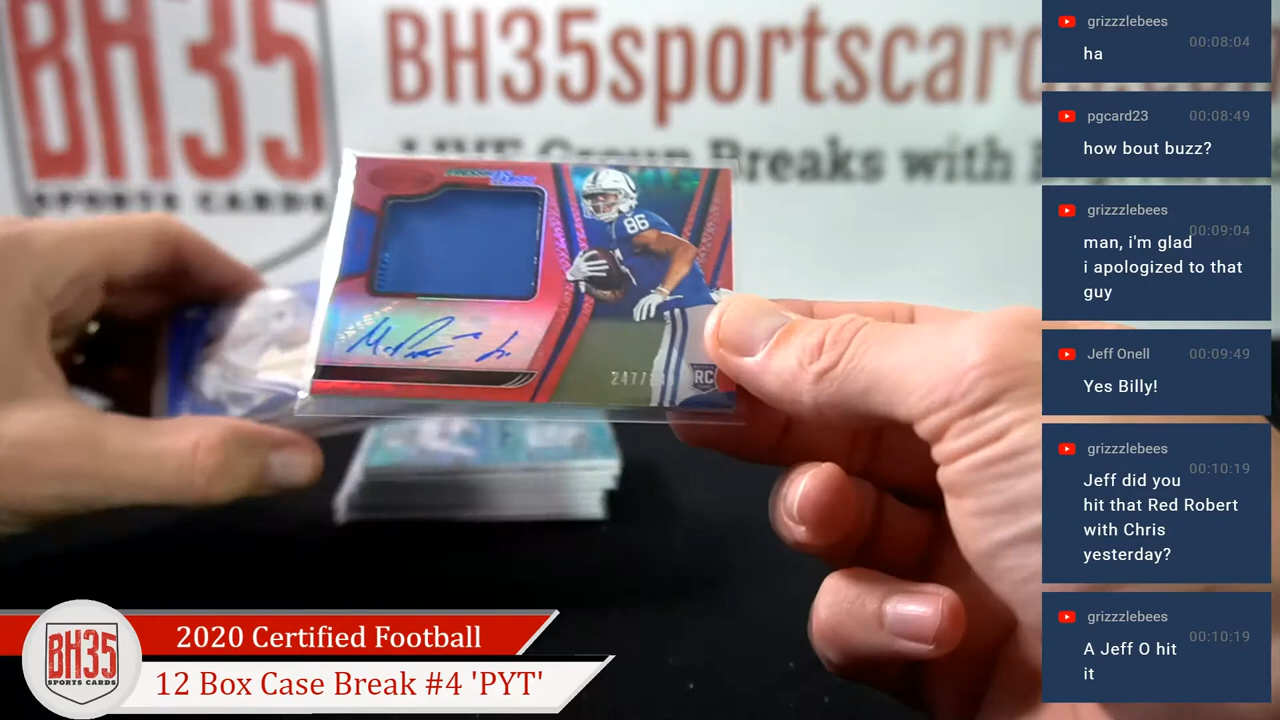 BH35
SPORTS CARDS
BH35sportscard
LIVE Group Breaks with
86
247/
RC
2020 Certified Football
12 Box Case Break #4 'PYT'
BH35
SPORTS CARDS
grizzzlebees
00:08:04
ha
pgcard23
00:08:49
how bout buzz?
grizzzlebees
00:09:04
man, i'm glad
i apologized to that
guy
Jeff Onell
00:09:49
Yes Billy!
grizzzlebees
00:10:19
Jeff did you
hit that Red Robert
with Chris
yesterday?
grizzzlebees
00:10:19
A Jeff O hit
it